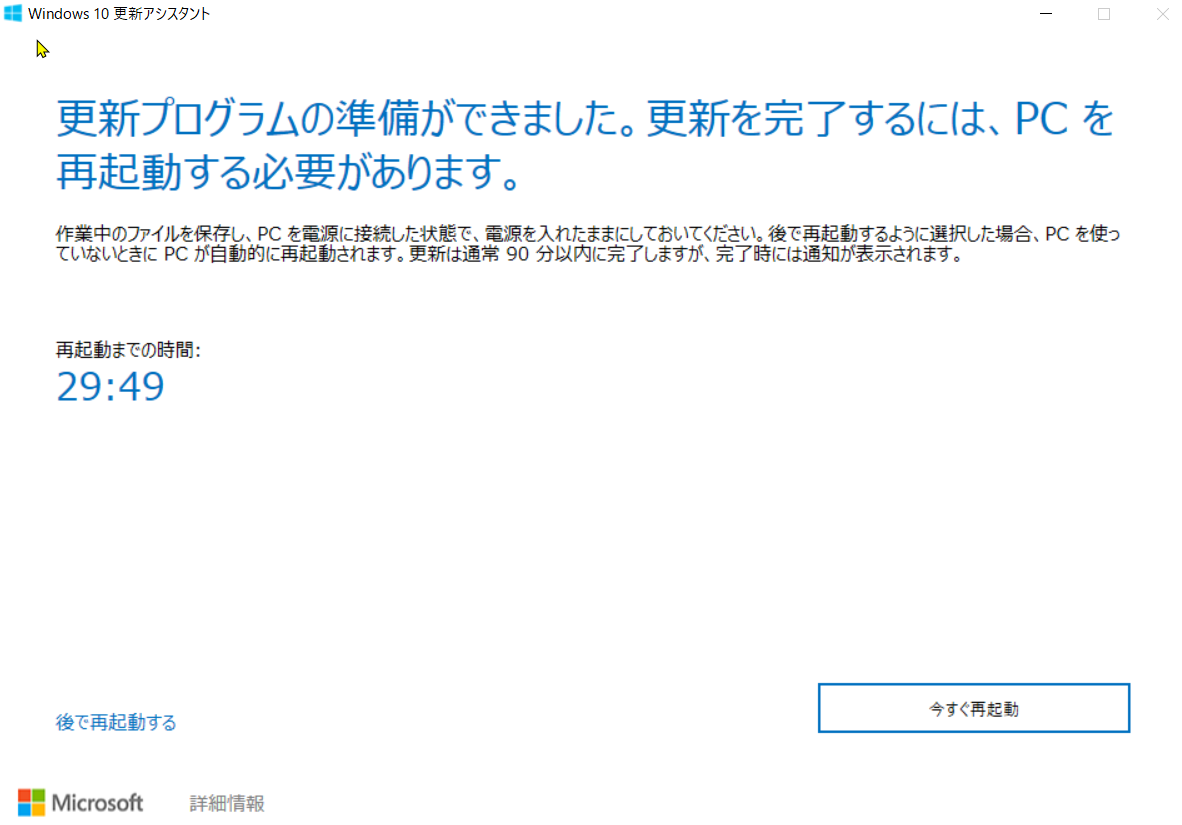 Windows 10 更新アシスタント
更新プログラムの準備ができました。更新を完了するには、PC を
再起動する必要があります。
作業中のファイルを保存し、PC を電源に接続した状態で、電源を入れたままにしておいてください。後で再起動するように選択した場合、PC を使っ
ていないときに PC が自動的に再起動されます。更新は通常 90 分以内に完了しますが、完了時には通知が表示されます。
再起動までの時間:
29:49
後で再起動する
今すぐ再起動
Microsoft
詳細情報